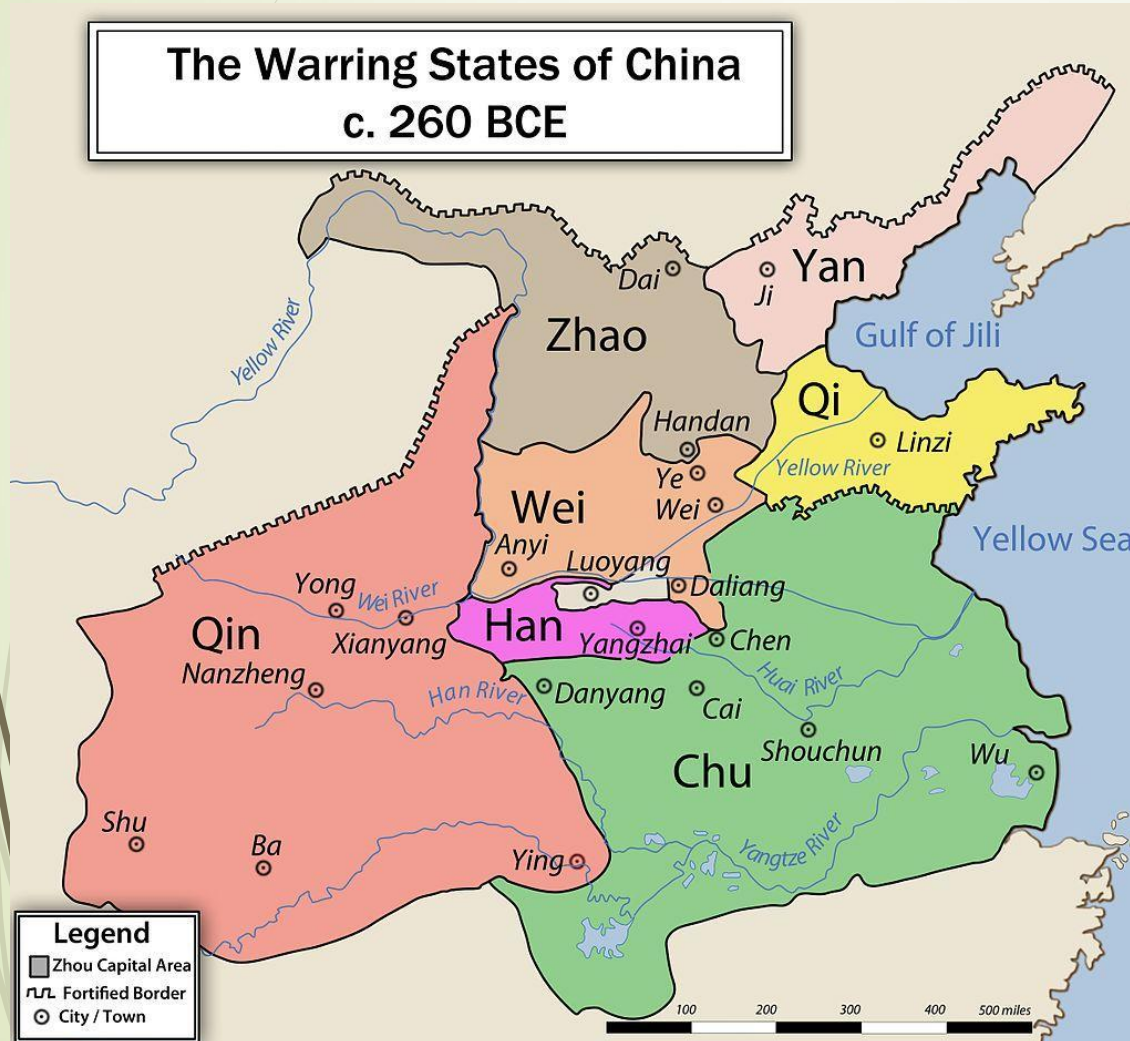 The Warring States of China
c. 260 BCE
Yan
Dai
Ji
Zhao
Gulf of Jili
Yellow River
Qi
Handan
Linzi
Ye
Yellow River
Wei
Wei
Yellow Sea
Anyi
Luoyang
Yong
Wei River
Daliang
Qin
Xianyang
Han
Yangzhai
Chen
Nanzheng
Han River
Danyang
Huai River
Cai
Shouchun
Chu
Wu
Shu
Ba
Ying
Yangtze River
Legend
Zhou Capital Area
Fortified Border
City / Town
100 200 300 400 500 miles